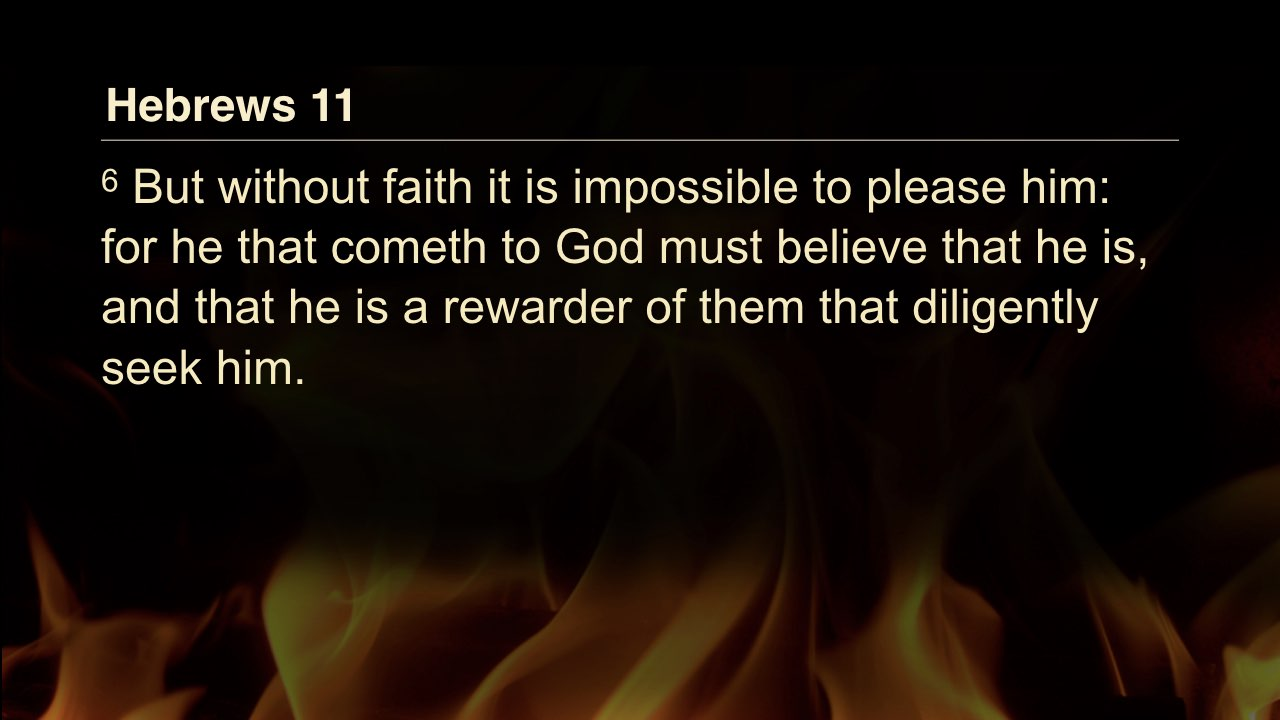 Hebrews 11
6 But without faith it is impossible to please him:
for he that cometh to God must believe that he is,
and that he is a rewarder of them that diligently
seek him.